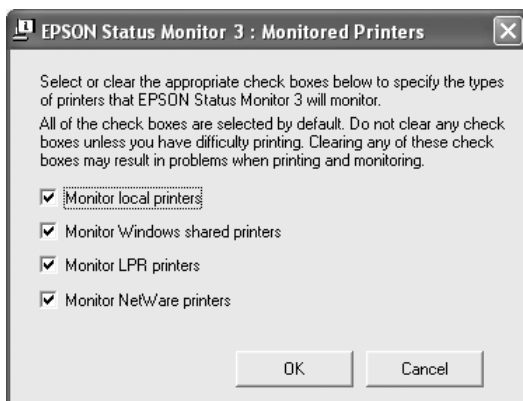 EPSON Status Monitor 3 : Monitored Printers
Select or clear the appropriate check boxes below to specify the types
of printers that EPSON Status Monitor 3 will monitor.
All of the check boxes are selected by default. Do not clear any check
boxes unless you have difficulty printing. Clearing any of these check
boxes may result in problems when printing and monitoring.
Monitor local printers
Monitor Windows shared printers
Monitor LPR printers
Monitor NetWare printers
OK
Cancel